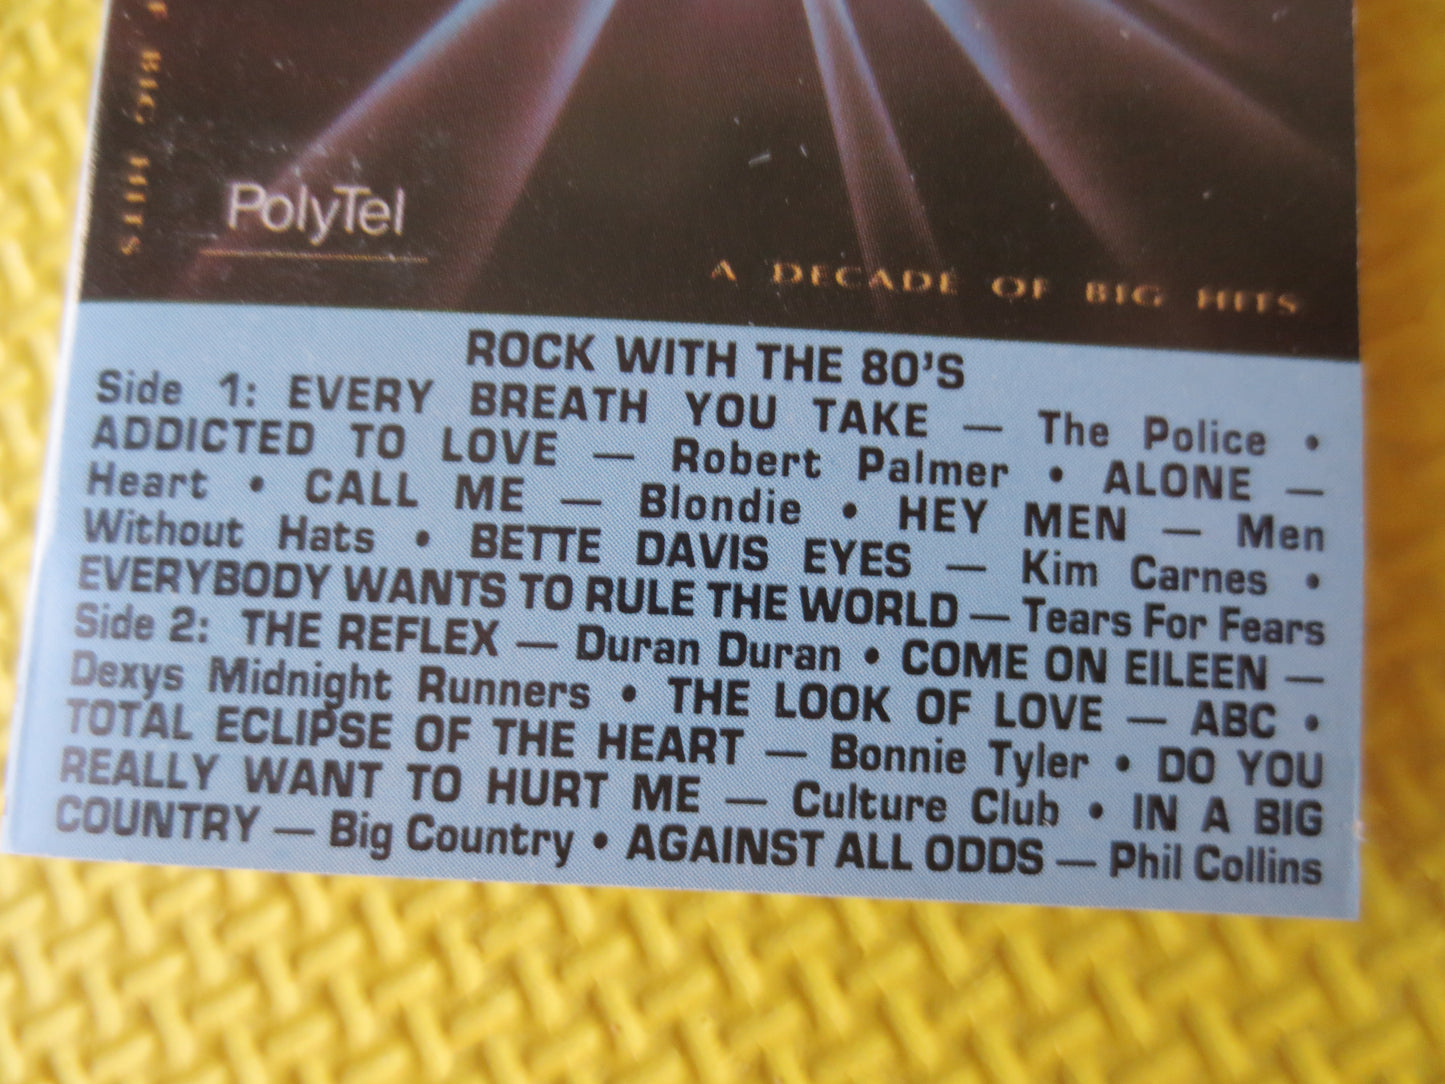 BIG HITS
PolyTel
A DECADE OF BIG HITS
ROCK WITH THE 80'S
Side 1: EVERY BREATH YOU TAKE — The Police •
ADDICTED TO LOVE — Robert Palmer • ALONE —
Heart • CALL ME — Blondie • HEY MEN — Men
Without Hats • BETTE DAVIS EYES — Kim Carnes •
EVERYBODY WANTS TO RULE THE WORLD — Tears For Fears
Side 2: THE REFLEX — Duran Duran • COME ON EILEEN —
Dexys Midnight Runners • THE LOOK OF LOVE — ABC •
TOTAL ECLIPSE OF THE HEART — Bonnie Tyler • DO YOU
REALLY WANT TO HURT ME — Culture Club • IN A BIG
COUNTRY — Big Country • AGAINST ALL ODDS — Phil Collins